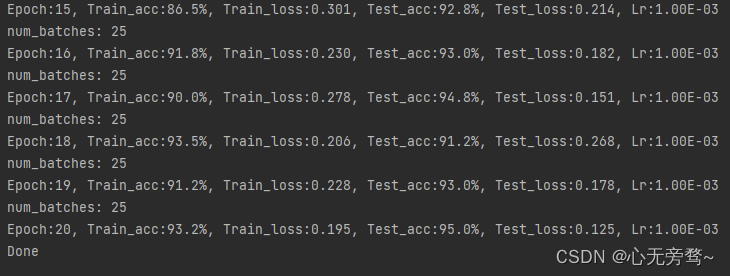 Epoch:15, Train_acc:86.5%, Train_loss:0.301, Test_acc:92.8%, Test_loss:0.214, Lr:1.00E-03
num_batches: 25
Epoch:16, Train_acc:91.8%, Train_loss:0.230, Test_acc:93.0%, Test_loss:0.182, Lr:1.00E-03
num_batches: 25
Epoch:17, Train_acc:90.0%, Train_loss:0.278, Test_acc:94.8%, Test_loss:0.151, Lr:1.00E-03
num_batches: 25
Epoch:18, Train_acc:93.5%, Train_loss:0.206, Test_acc:91.2%, Test_loss:0.268, Lr:1.00E-03
num_batches: 25
Epoch:19, Train_acc:91.2%, Train_loss:0.228, Test_acc:93.0%, Test_loss:0.178, Lr:1.00E-03
num_batches: 25
Epoch:20, Train_acc:93.2%, Train_loss:0.195, Test_acc:95.0%, Test_loss:0.125, Lr:1.00E-03
Done
CSDN @心无旁骛~